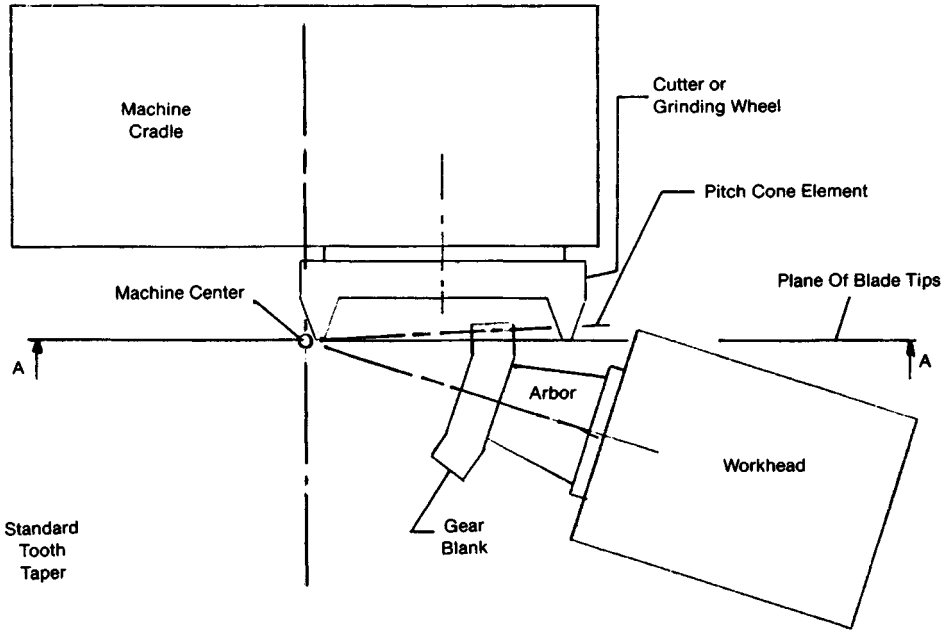 Machine
Cradle
Cutter or
Grinding Wheel
Pitch Cone Element
Machine Center
Plane Of Blade Tips
A
A
Arbor
Workhead
Gear
Blank
Standard
Tooth
Taper